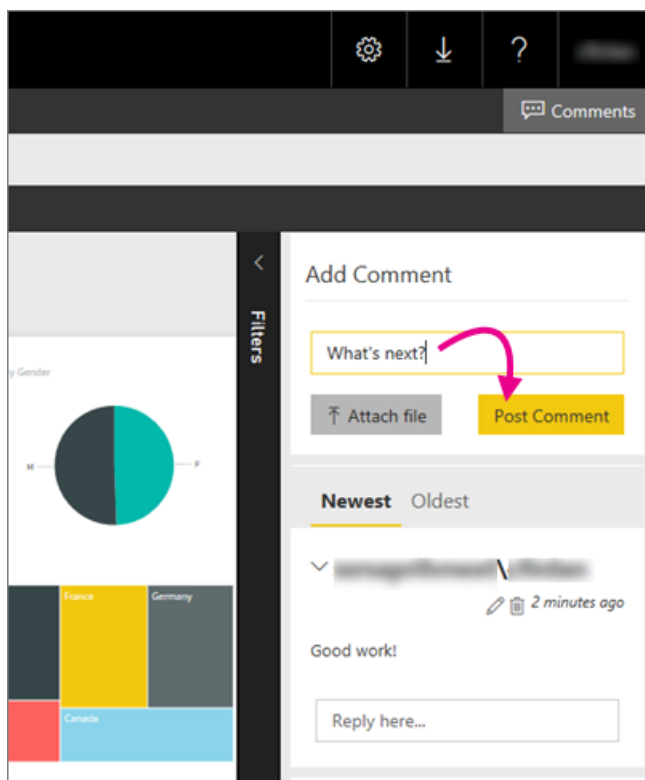 ?
Comments
Add Comment
Filters
What's next?
Attach file
Post Comment
y Gender
M
F
Newest Oldest
\
2 minutes ago
Good work!
Reply here...
France
Germany
Canada